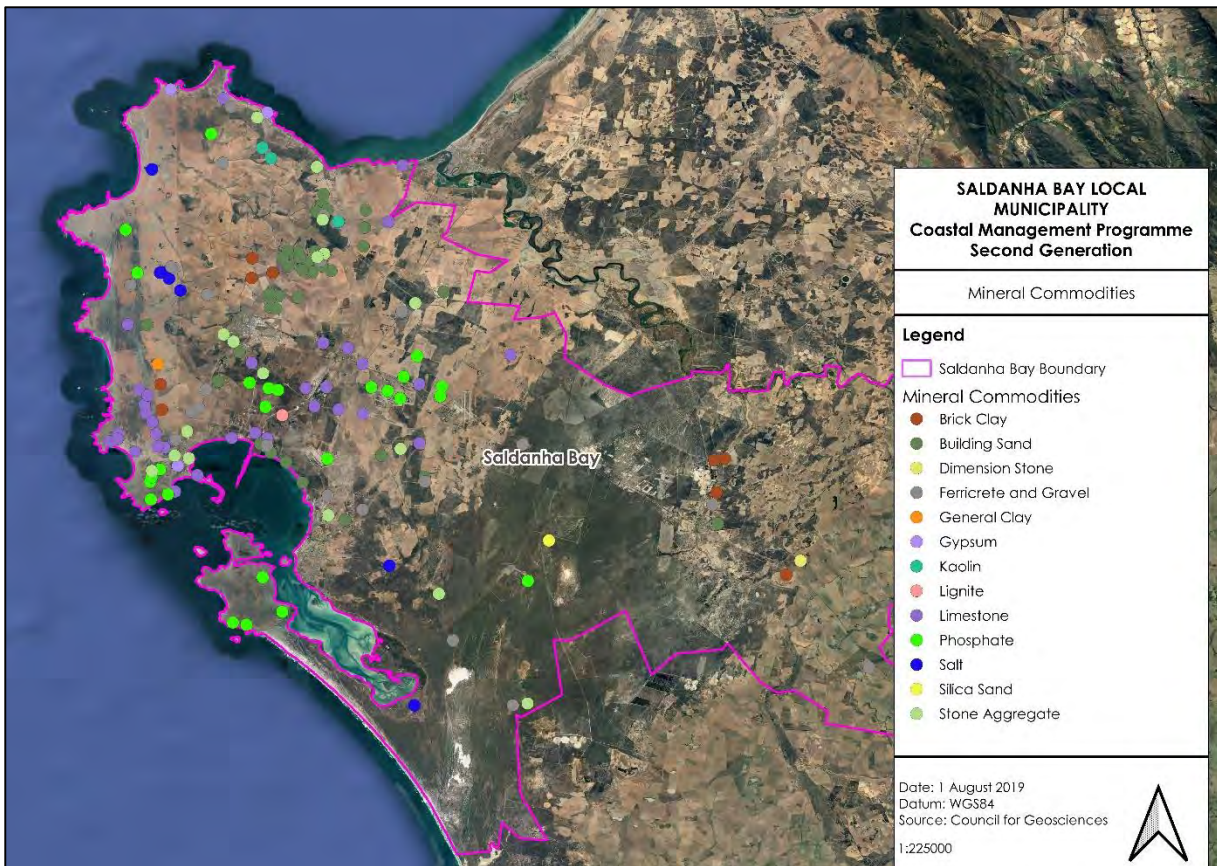 SALDANHA BAY LOCAL
MUNICIPALITY
Coastal Management Programme
Second Generation
Mineral Commodities
Legend
Saldanha Bay Boundary
Mineral Commodities
Brick Clay
Building Sand
Dimension Stone
Ferricrete and Gravel
General Clay
Gypsum
Kaolin
Lignite
Limestone
Phosphate
Salt
Silica Sand
Stone Aggregate
Saldanha Bay
Date: 1 August 2019
Datum: WGS84
Source: Council for Geosciences
1:225000